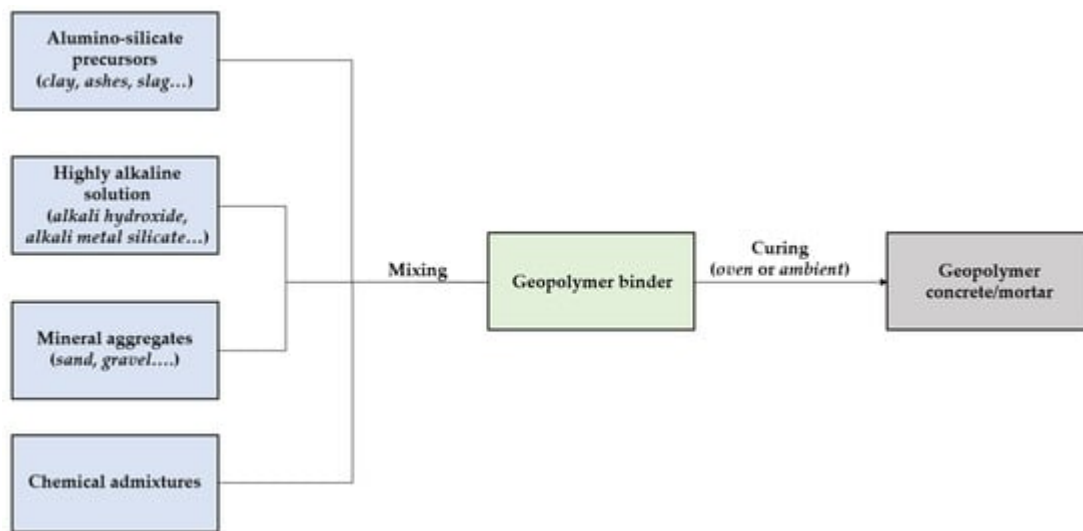 Alumino-silicate
precursors
(clay, ashes, slag...)
Highly alkaline
solution
(alkali hydroxide,
alkali metal silicate...)
Mineral aggregates
(sand, gravel....)
Chemical admixtures
Mixing
Geopolymer binder
Curing
(oven or ambient)
Geopolymer
concrete/mortar